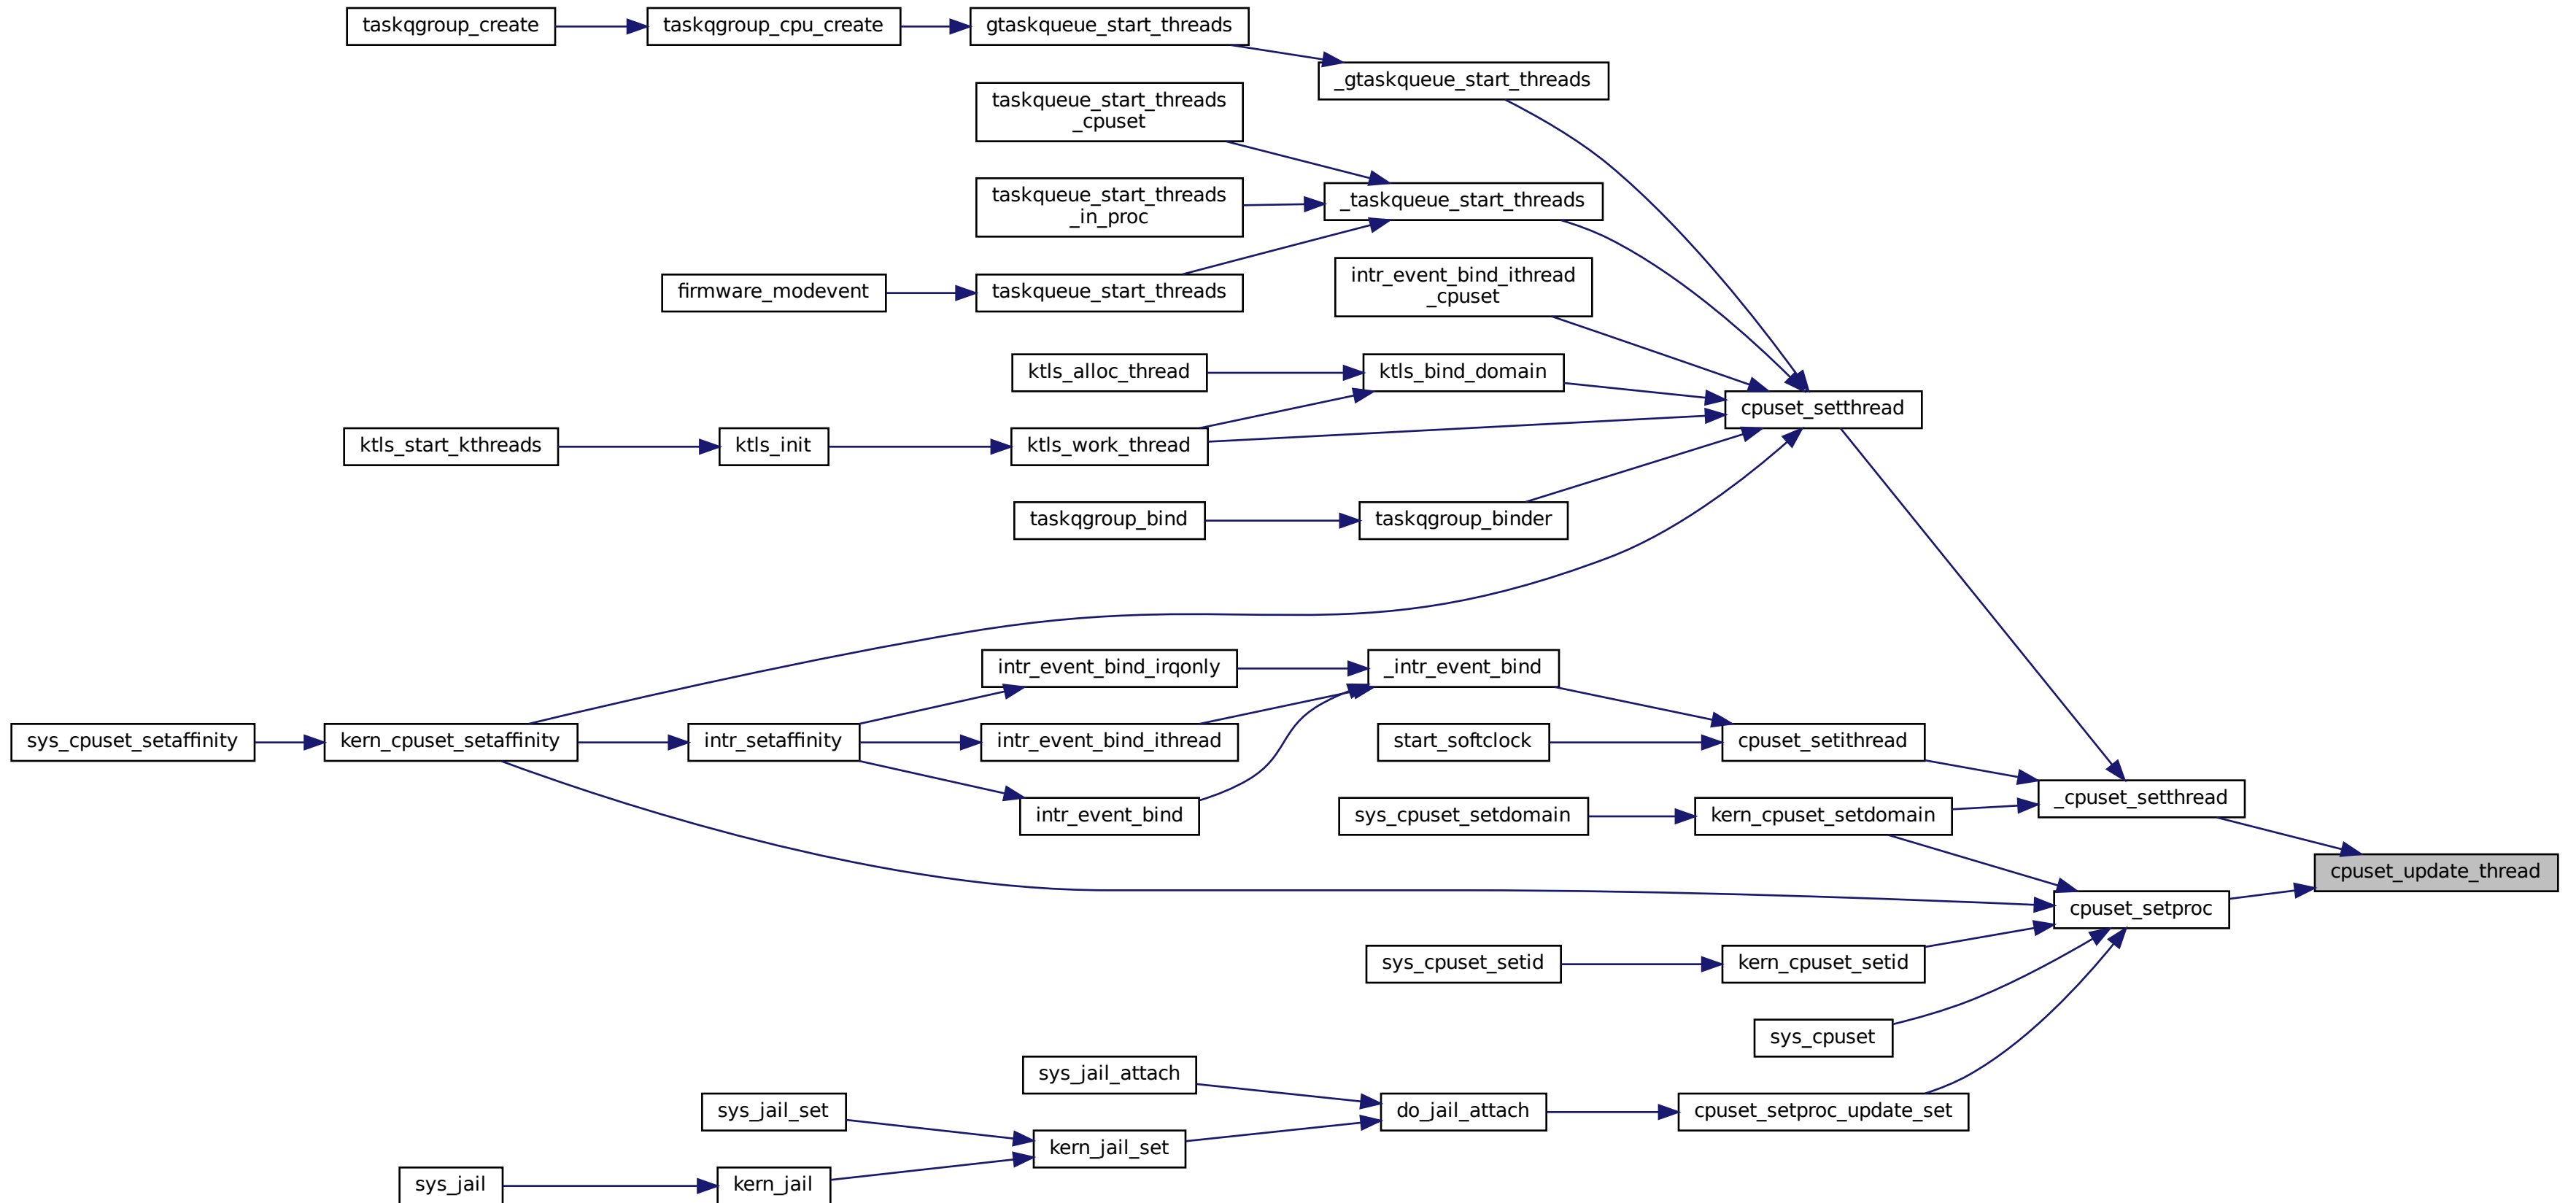 taskqgroup_create
taskqgroup_cpu_create
gtaskqueue_start_threads
_gtaskqueue_start_threads
taskqueue_start_threads
_cpuset
taskqueue_start_threads
_in_proc
_taskqueue_start_threads
firmware_modevent
taskqueue_start_threads
intr_event_bind_ithread
_cpuset
ktls_alloc_thread
ktls_bind_domain
cpuset_setthread
ktls_start_kthreads
ktls_init
ktls_work_thread
taskqgroup_bind
taskqgroup_binder
intr_event_bind_irqonly
_intr_event_bind
sys_cpuset_setaffinity
kern_cpuset_setaffinity
intr_setaffinity
intr_event_bind_ithread
start_softclock
cpuset_setithread
intr_event_bind
sys_cpuset_setdomain
kern_cpuset_setdomain
_cpuset_setthread
cpuset_update_thread
cpuset_setproc
sys_cpuset_setid
kern_cpuset_setid
sys_cpuset
sys_jail_attach
sys_jail_set
do_jail_attach
cpuset_setproc_update_set
kern_jail_set
sys_jail
kern_jail